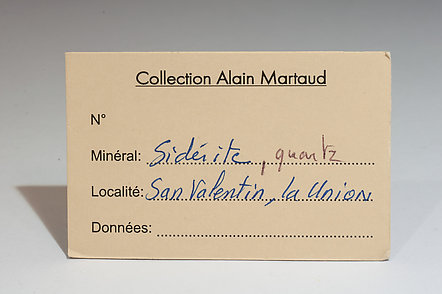 Collection Alain Martaud
N°
Minéral: Sidérite, quartz
Localité: San Valentin, la Union
Données: